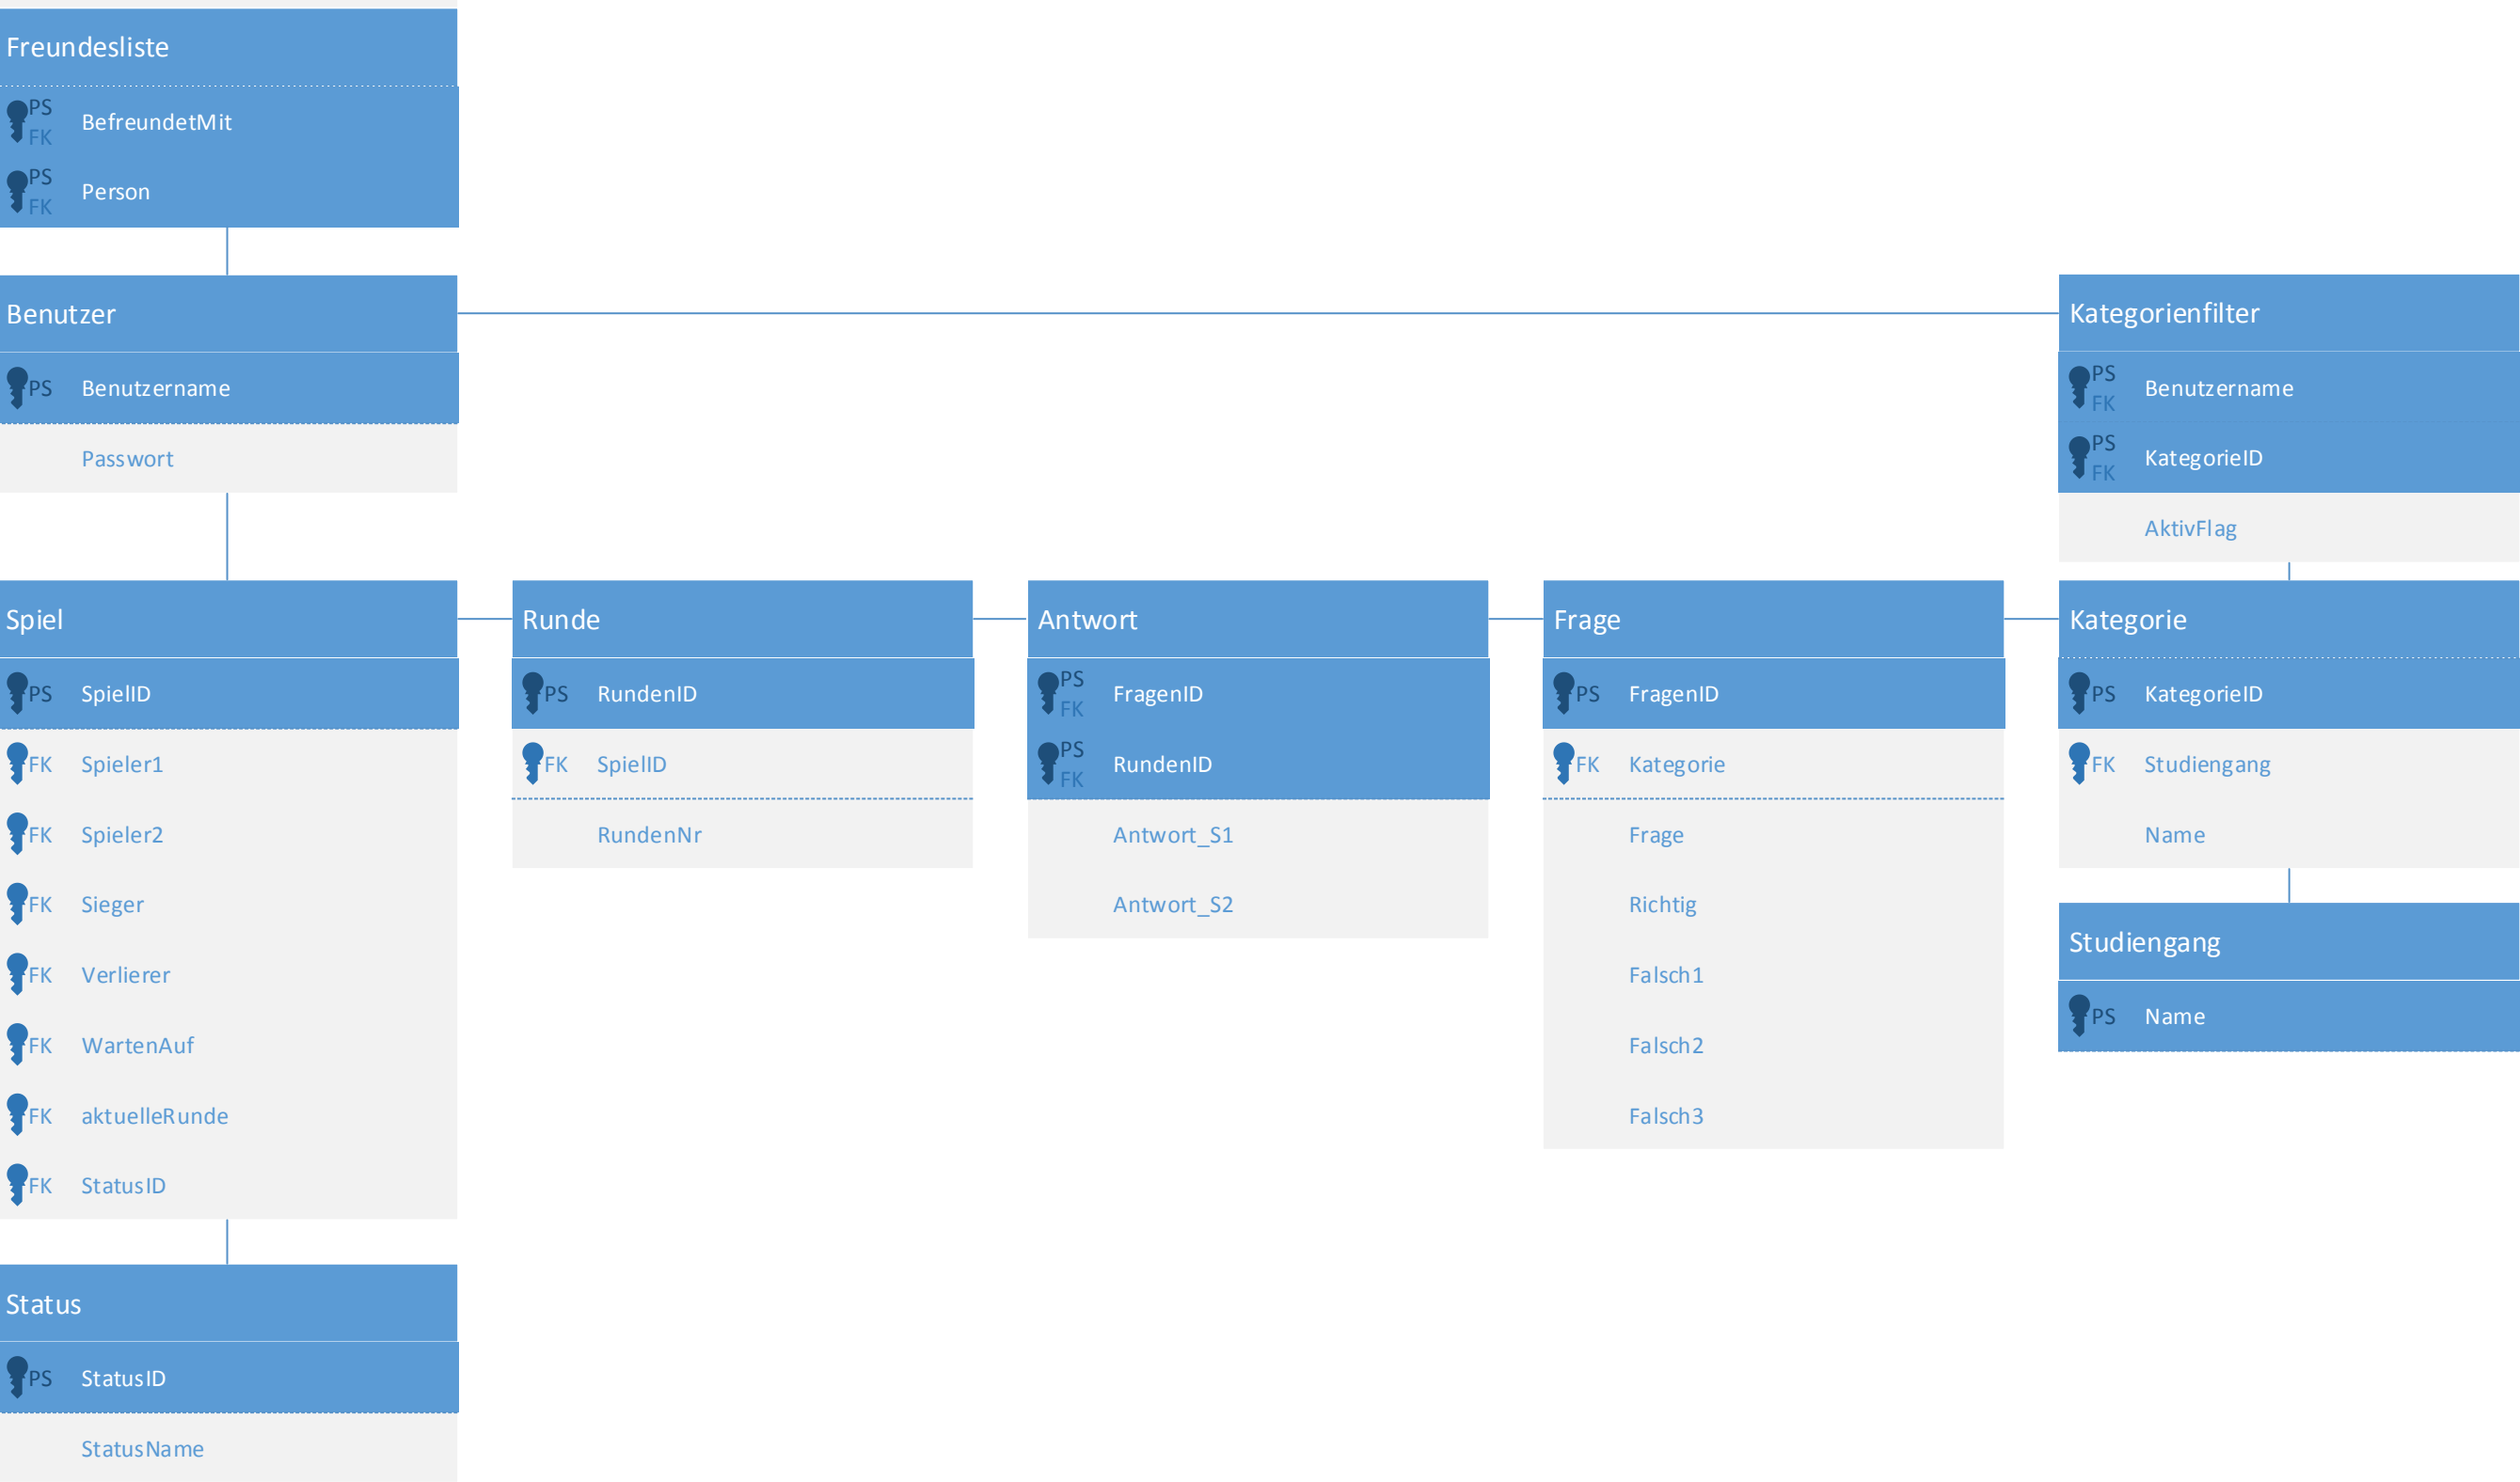 Freundesliste
PS
FK
BefreundetMit
PS
FK
Person
Benutzer
PS Benutzername
Passwort
Kategorienfilter
PS
FK
Benutzername
PS
FK
KategorieID
AktivFlag
Spiel
PS SpielID
FK Spieler1
FK Spieler2
FK Sieger
FK Verlierer
FK WartenAuf
FK aktuelleRunde
FK StatusID
Runde
PS RundenID
FK SpielID
RundenNr
Antwort
PS
FK
FragenID
PS
FK
RundenID
Antwort_S1
Antwort_S2
Frage
PS FragenID
FK Kategorie
Frage
Richtig
Falsch1
Falsch2
Falsch3
Kategorie
PS KategorieID
FK Studiengang
Name
Studiengang
PS Name
Status
PS StatusID
StatusName